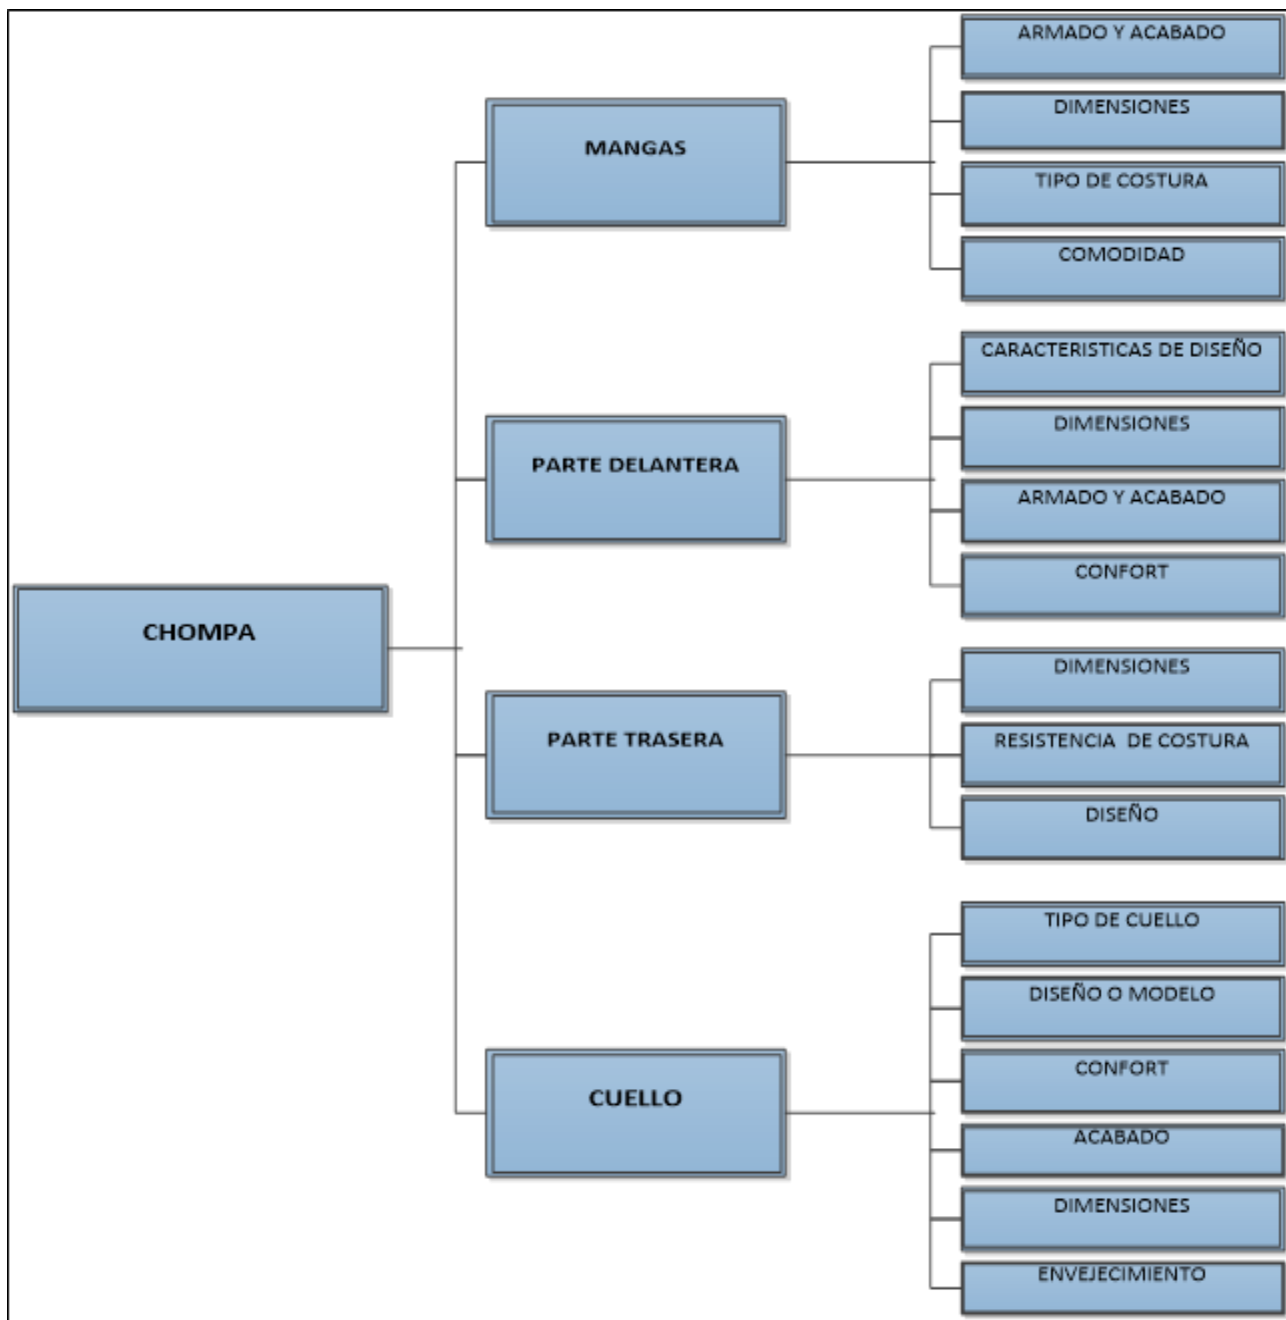 CHOMPA
MANGAS
ARMADO Y ACABADO
DIMENSIONES
TIPO DE COSTURA
COMODIDAD
PARTE DELANTERA
CARACTERISTICAS DE DISEÑO
DIMENSIONES
ARMADO Y ACABADO
CONFORT
PARTE TRASERA
DIMENSIONES
RESISTENCIA DE COSTURA
DISEÑO
CUELLO
TIPO DE CUELLO
DISEÑO O MODELO
CONFORT
ACABADO
DIMENSIONES
ENVEJECIMIENTO